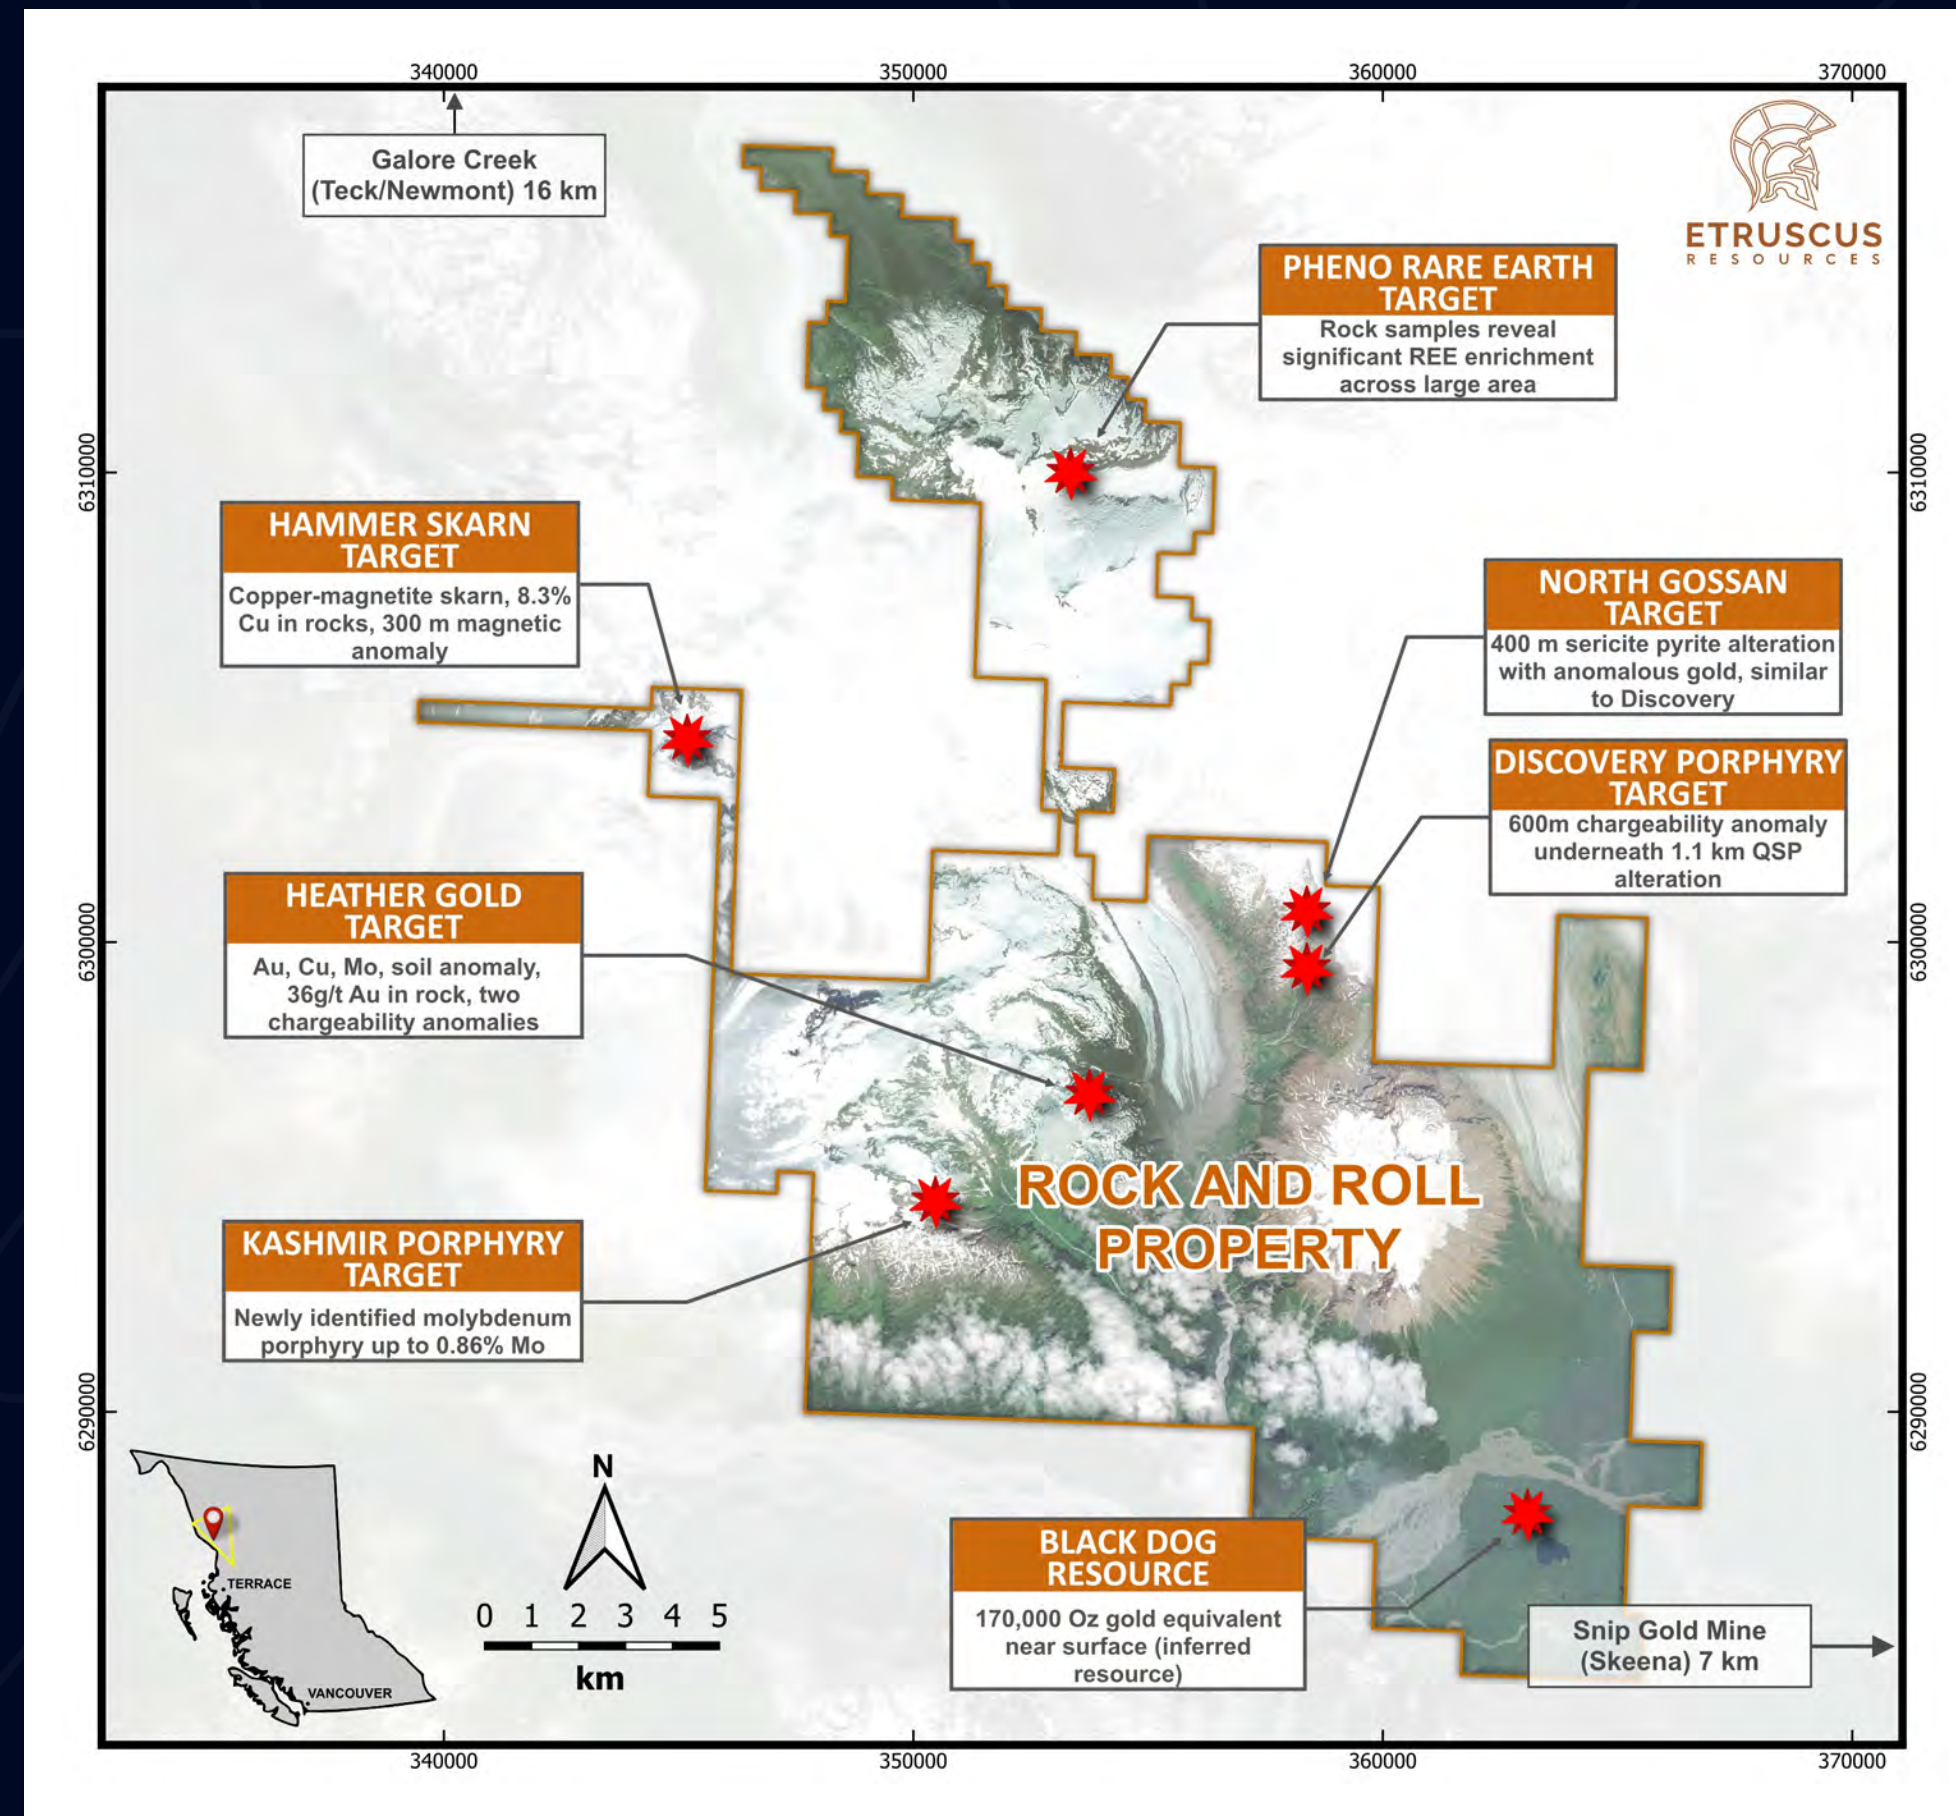 340000
350000
360000
370000
Galore Creek
(Teck/Newmont) 16 km
ETRUSCUS
RESOURCES
PHENO RARE EARTH
TARGET
Rock samples reveal
significant REE enrichment
across large area
6310000
6310000
HAMMER SKARN
TARGET
Copper-magnetite skarn, 8.3%
Cu in rocks, 300 m magnetic
anomaly
NORTH GOSSAN
TARGET
400 m sericite pyrite alteration
with anomalous gold, similar
to Discovery
DISCOVERY PORPHYRY
TARGET
600m chargeability anomaly
underneath 1.1 km QSP
alteration
HEATHER GOLD
TARGET
Au, Cu, Mo, soil anomaly,
36g/t Au in rock, two
chargeability anomalies
6300000
6300000
ROCK AND ROLL
PROPERTY
KASHMIR PORPHYRY
TARGET
Newly identified molybdenum
porphyry up to 0.86% Mo
6290000
6290000
N
0 1 2 3 4 5
km
TERRACE
VANCOUVER
BLACK DOG
RESOURCE
170,000 Oz gold equivalent
near surface (inferred
resource)
Snip Gold Mine
(Skeena) 7 km
340000
350000
360000
370000